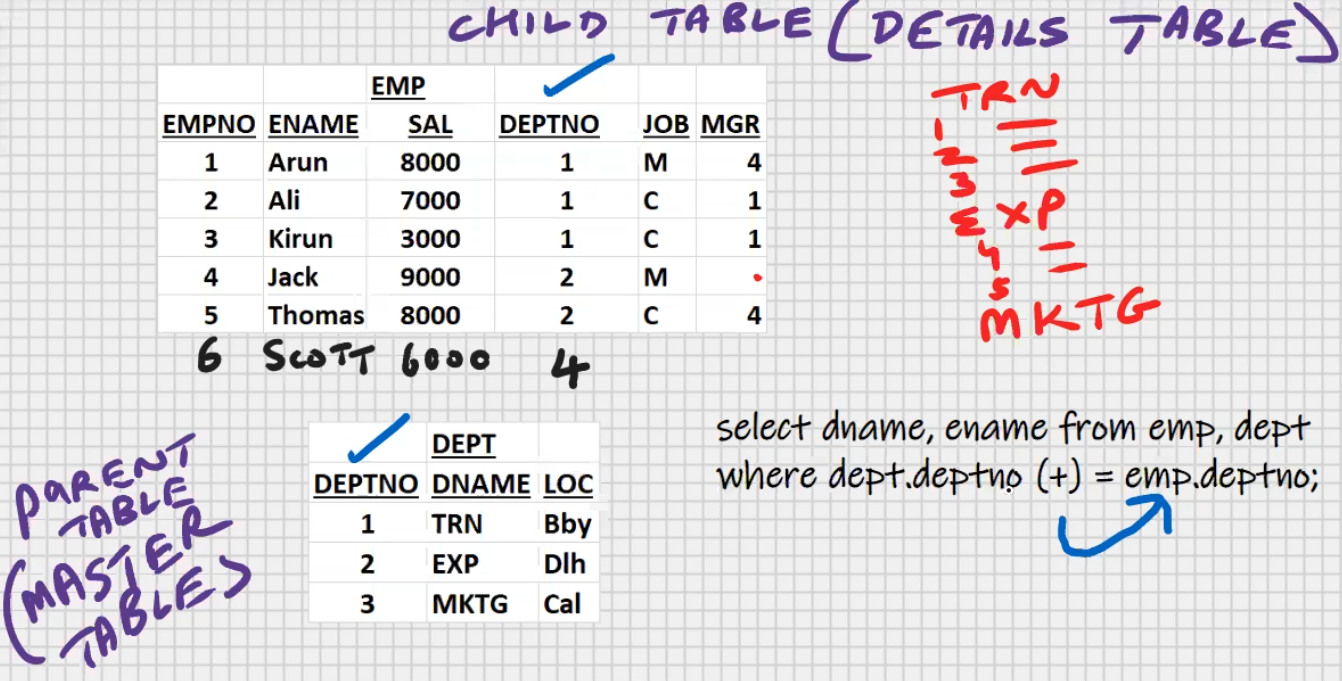 CHILD TABLE (DETAILS TABLE)
EMP
EMPNO ENAME SAL DEPTNO JOB MGR
1 Arun 8000 1 M 4
2 Ali 7000 1 C 1
3 Kirun 3000 1 C 1
4 Jack 9000 2 M
5 Thomas 8000 2 C 4
6 SCOTT 6000 4
TRN
1
2
3
EXP
4
5
MKTG
PARENT
TABLE
(MASTER
TABLE)
DEPT
DEPTNO DNAME LOC
1 TRN Bby
2 EXP Dlh
3 MKTG Cal
select dname, ename from emp, dept
where dept.deptno (+) = emp.deptno;